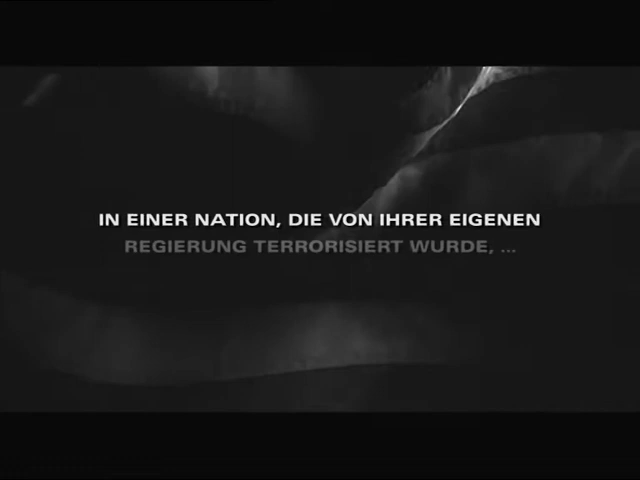 IN EINER NATION, DIE VON IHRER EIGENEN
REGIERUNG TERRORISIERT WURDE, ...